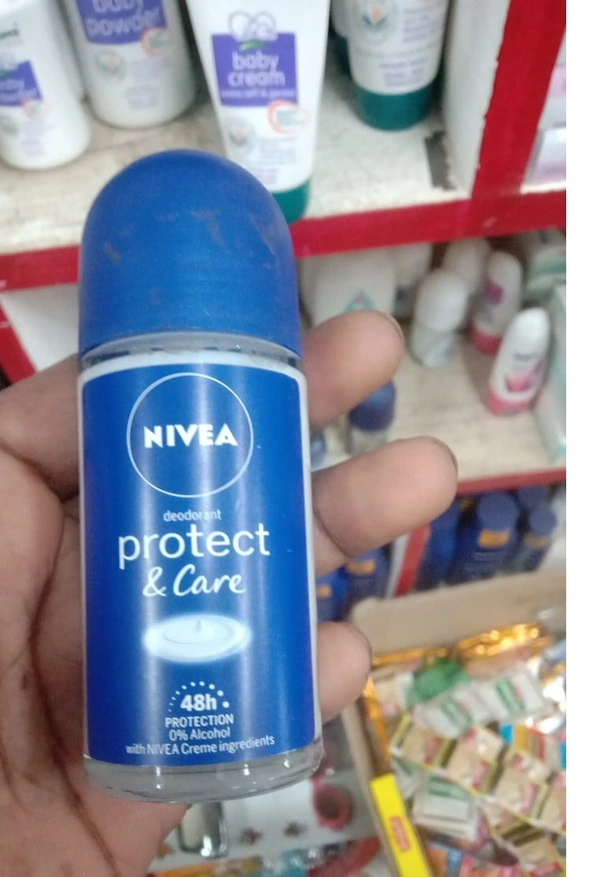 baby
powder
baby
cream
NIVEA
deodorant
protect
& Care
48h
PROTECTION
0% Alcohol
with NIVEA Creme ingredients